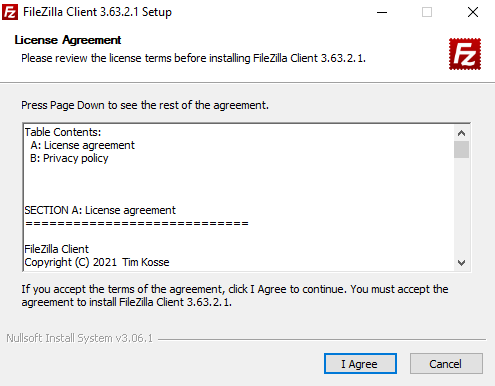 FileZilla Client 3.63.2.1 Setup
License Agreement
Please review the license terms before installing FileZilla Client 3.63.2.1.
Fz
Press Page Down to see the rest of the agreement.
Table Contents:
A: License agreement
B: Privacy policy
SECTION A: License agreement
============================
FileZilla Client
Copyright (C) 2021 Tim Kosse
If you accept the terms of the agreement, click I Agree to continue. You must accept the
agreement to install FileZilla Client 3.63.2.1.
Nullsoft Install System v3.06.1
I Agree
Cancel